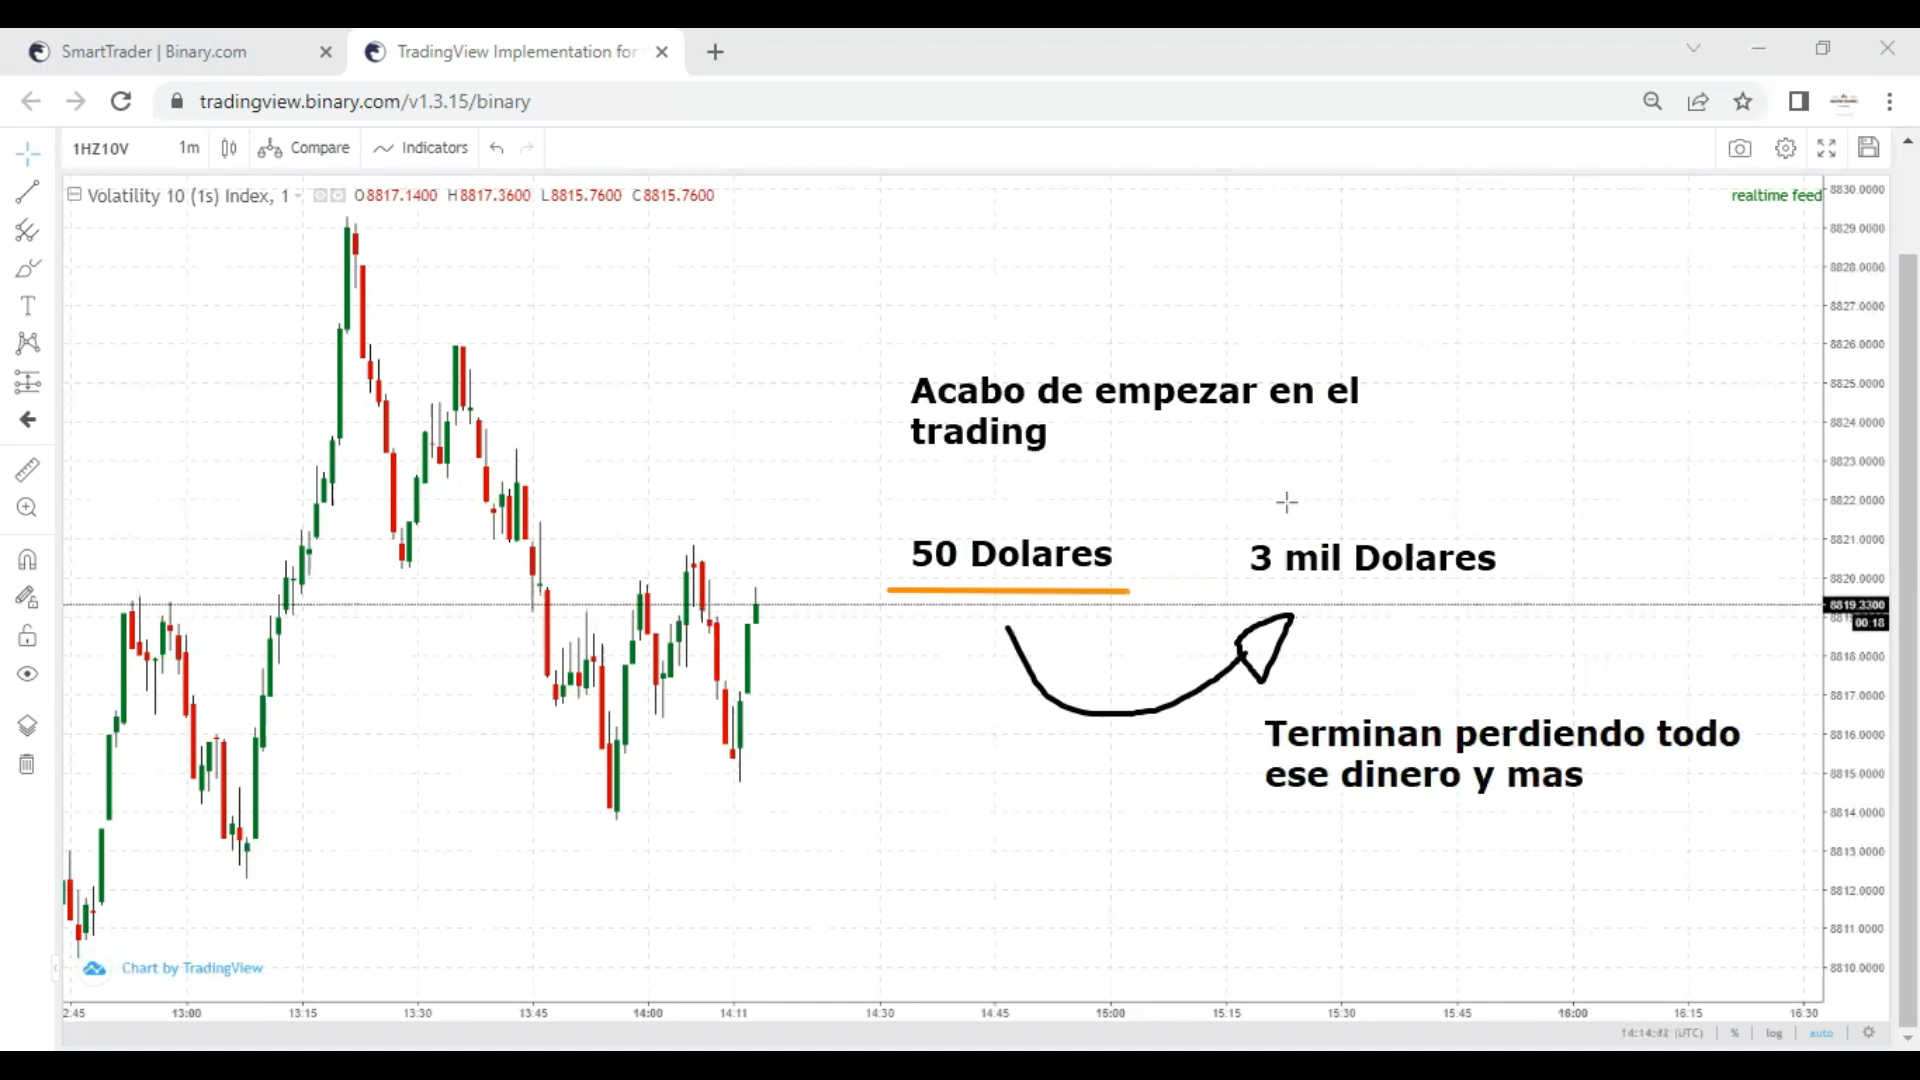 SmartTrader | Binary.com
TradingView Implementation for
tradingview.binary.com/v1.3.15/binary
1HZ10V 1m Compare Indicators
Volatility 10 (1s) Index, 1 O8817.1400 H8817.3600 L8815.7600 C8815.7600
realtime feed
8830.0000
8829.0000
8828.0000
8827.0000
8826.0000
8825.0000
8824.0000
8823.0000
8822.0000
8821.0000
8820.0000
8819.3300
00:18
8818.0000
8817.0000
8816.0000
8815.0000
8814.0000
8813.0000
8812.0000
8811.0000
8810.0000
Acabo de empezar en el
trading
50 Dolares
3 mil Dolares
Terminan perdiendo todo
ese dinero y mas
Chart by TradingView
2:45 13:00 13:15 13:30 13:45 14:00 14:11 14:30 14:45 15:00 15:15 15:30 15:45 16:00 16:15 16:30
(UTC) % log auto